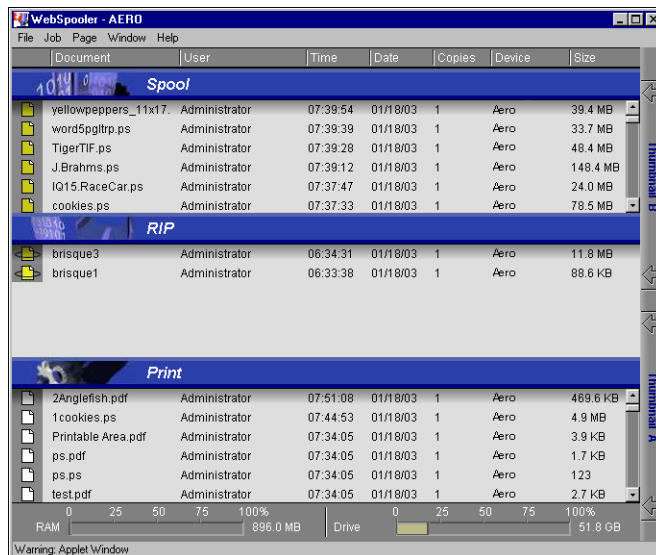 WebSpooler - AERO
File Job Page Window Help
Document User Time Date Copies Device Size
Spool
yellowpeppers_11x17. Administrator 07:39:54 01/18/03 1 Aero 39.4 MB
word5pgltrp.ps Administrator 07:39:39 01/18/03 1 Aero 33.7 MB
TigerTIF.ps Administrator 07:39:28 01/18/03 1 Aero 48.4 MB
J.Brahms.ps Administrator 07:39:12 01/18/03 1 Aero 148.4 MB
IQ15.RaceCar.ps Administrator 07:37:47 01/18/03 1 Aero 24.0 MB
cookies.ps Administrator 07:37:33 01/18/03 1 Aero 78.5 MB
Thumbnail B
RIP
brisque3 Administrator 06:34:31 01/18/03 1 Aero 11.8 MB
brisque1 Administrator 06:33:38 01/18/03 1 Aero 88.6 KB
Print
2Anglefish.pdf Administrator 07:51:08 01/18/03 1 Aero 469.6 KB
1cookies.ps Administrator 07:44:53 01/18/03 1 Aero 4.9 MB
Printable Area.pdf Administrator 07:34:05 01/18/03 1 Aero 3.9 KB
ps.pdf Administrator 07:34:05 01/18/03 1 Aero 1.7 KB
ps.ps Administrator 07:34:05 01/18/03 1 Aero 123
test.pdf Administrator 07:34:05 01/18/03 1 Aero 2.7 KB
Thumbnail A
0 25 50 75 100% 0 25 50 75 100%
RAM 896.0 MB Drive 51.8 GB
Warning: Applet Window